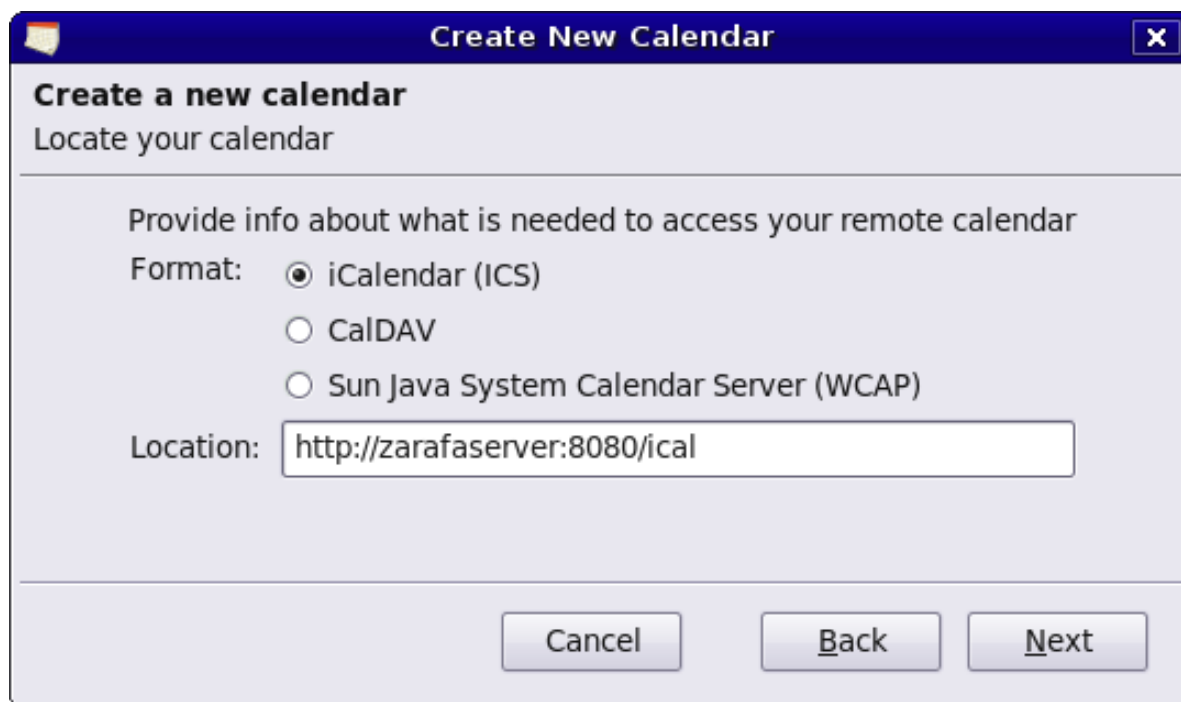 Create New Calendar
Create a new calendar
Locate your calendar
Provide info about what is needed to access your remote calendar
Format:
iCalendar (ICS)
CalDAV
Sun Java System Calendar Server (WCAP)
Location: http://zarafaserver:8080/ical
Cancel Back Next